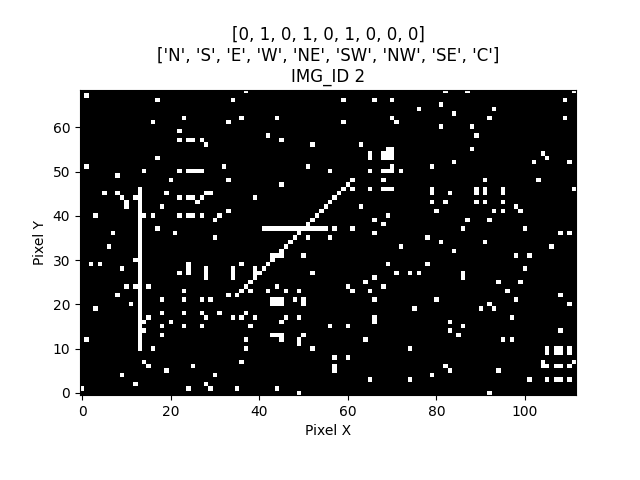 [0, 1, 0, 1, 0, 1, 0, 0, 0]
['N', 'S', 'E', 'W', 'NE', 'SW', 'NW', 'SE', 'C']
IMG_ID 2
60
50
40
30
20
10
0
Pixel Y
0 20 40 60 80 100
Pixel X